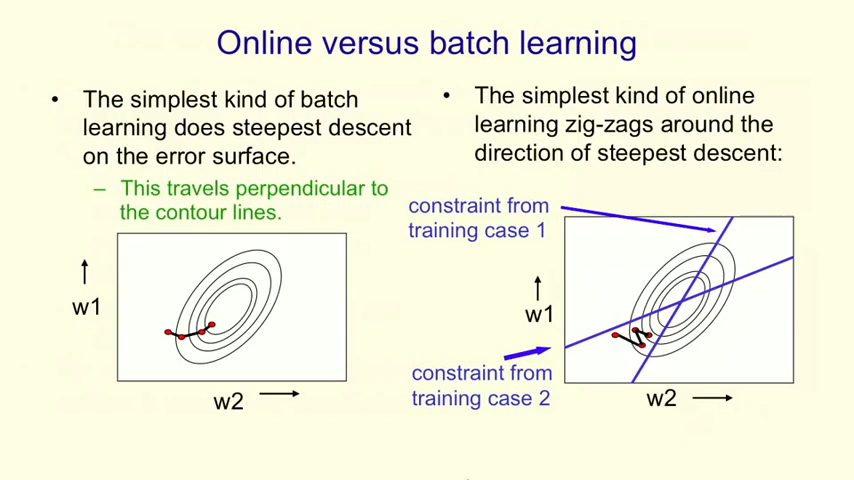 Online versus batch learning
• The simplest kind of batch
learning does steepest descent
on the error surface.
– This travels perpendicular to
the contour lines.
w1
w2
• The simplest kind of online
learning zig-zags around the
direction of steepest descent:
constraint from
training case 1
w1
constraint from
training case 2
w2